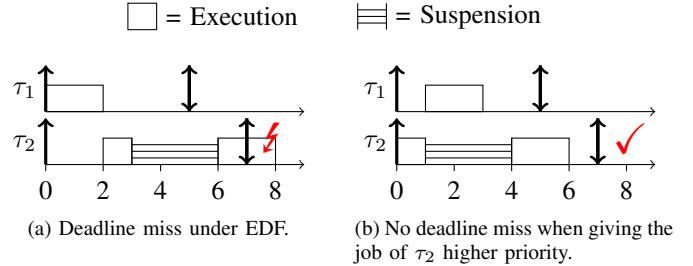 = Execution = Suspension
τ1 τ1
τ2 τ2
0 2 4 6 8 0 2 4 6 8
(a) Deadline miss under EDF.
(b) No deadline miss when giving the
job of τ2 higher priority.